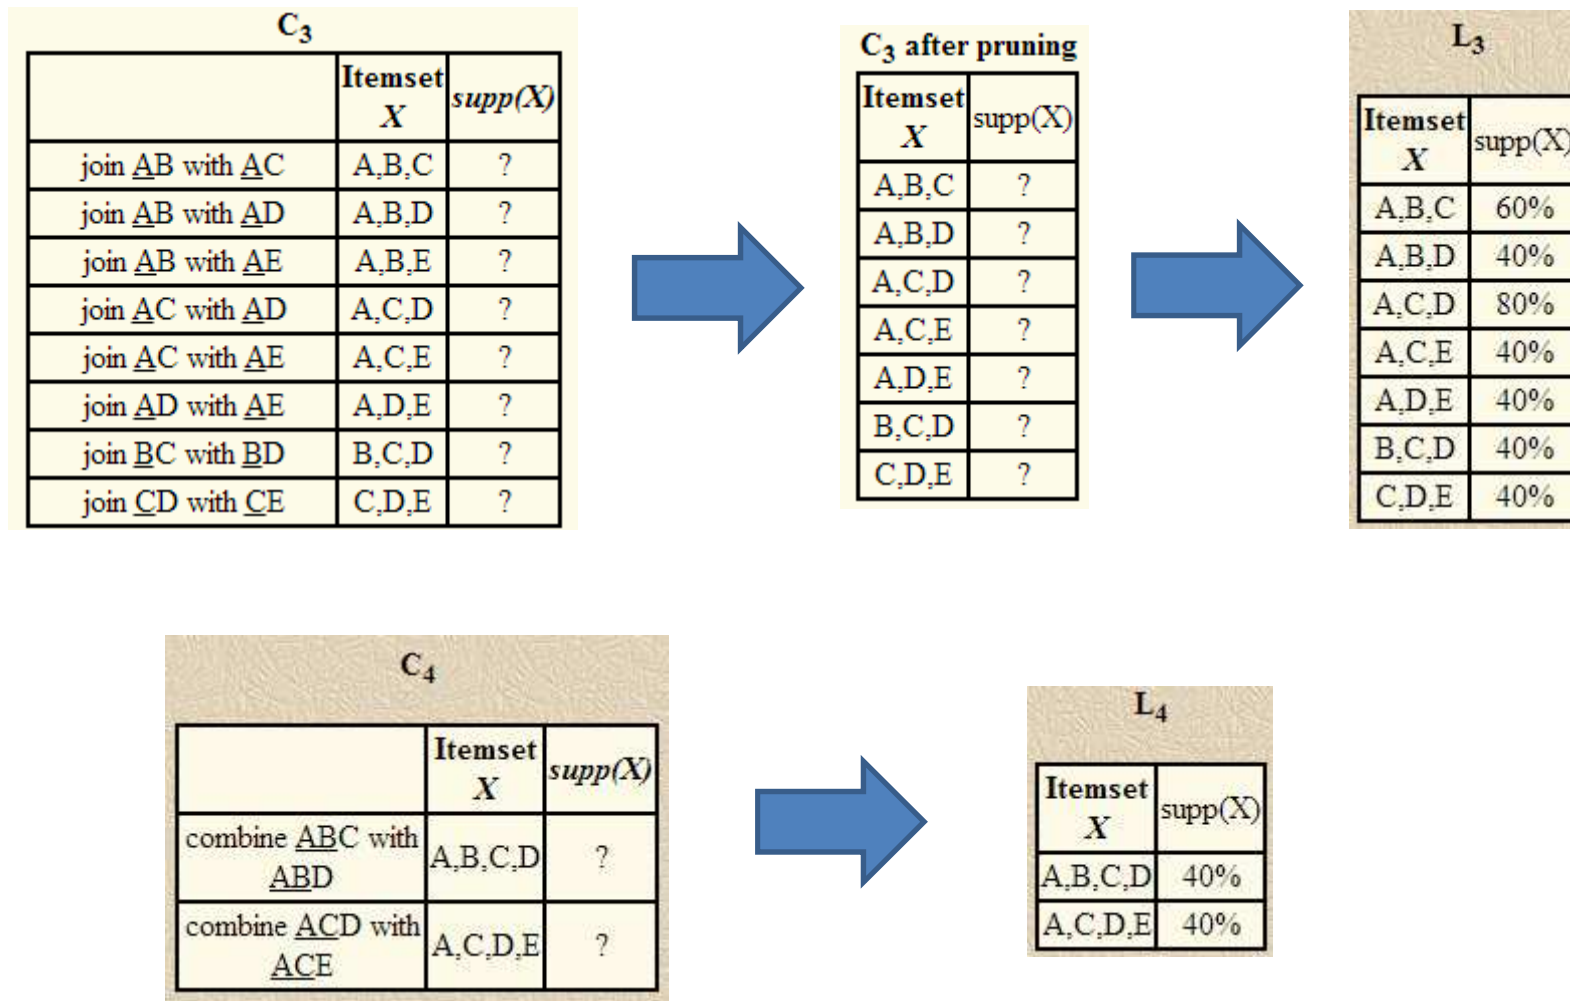 C3
Itemset X supp(X)
join AB with AC A,B,C ?
join AB with AD A,B,D ?
join AB with AE A,B,E ?
join AC with AD A,C,D ?
join AC with AE A,C,E ?
join AD with AE A,D,E ?
join BC with BD B,C,D ?
join CD with CE C,D,E ?
C3 after pruning
Itemset X supp(X)
A,B,C ?
A,B,D ?
A,C,D ?
A,C,E ?
A,D,E ?
B,C,D ?
C,D,E ?
L3
Itemset X supp(X)
A,B,C 60%
A,B,D 40%
A,C,D 80%
A,C,E 40%
A,D,E 40%
B,C,D 40%
C,D,E 40%
C4
Itemset X supp(X)
combine ABC with ABD A,B,C,D ?
combine ACD with ACE A,C,D,E ?
L4
Itemset X supp(X)
A,B,C,D 40%
A,C,D,E 40%